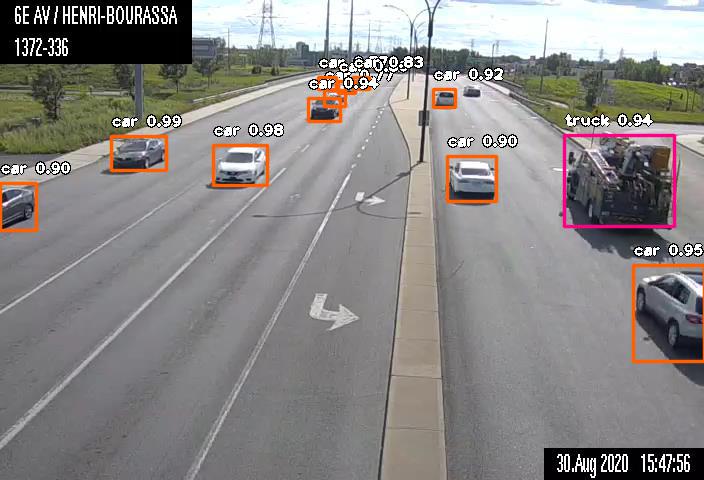 6E AV / HENRI-BOURASSA
1372-336
car 0.83
car 0.94
car 0.92
car 0.99
car 0.98
car 0.90
truck 0.94
car 0.90
car 0.95
30.Aug 2020 15:47:56